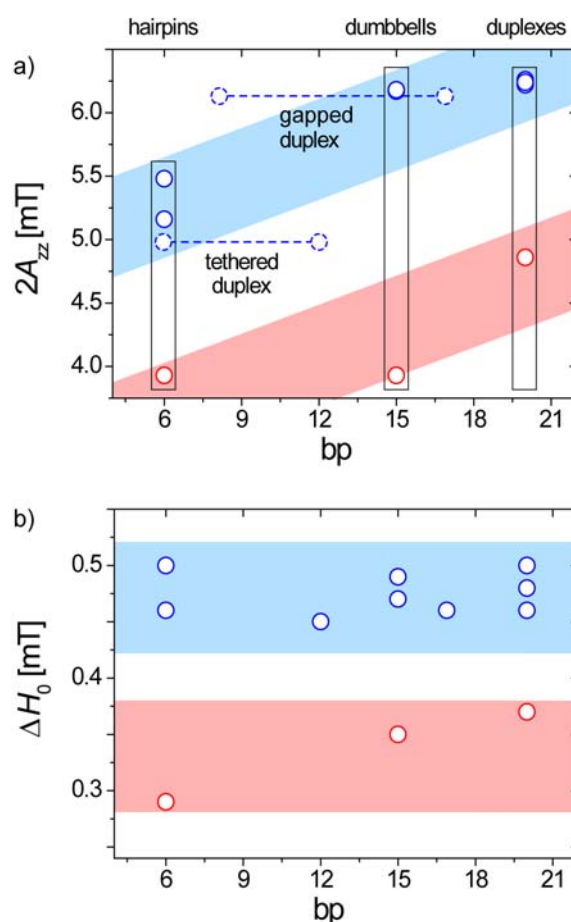 hairpins dumbbells duplexes
a)
6.0
5.5
5.0
4.5
4.0
2A_zz [mT]
gapped
duplex
tethered
duplex
6 9 12 15 18 21
bp
b)
0.5
0.4
0.3
ΔH_0 [mT]
6 9 12 15 18 21
bp